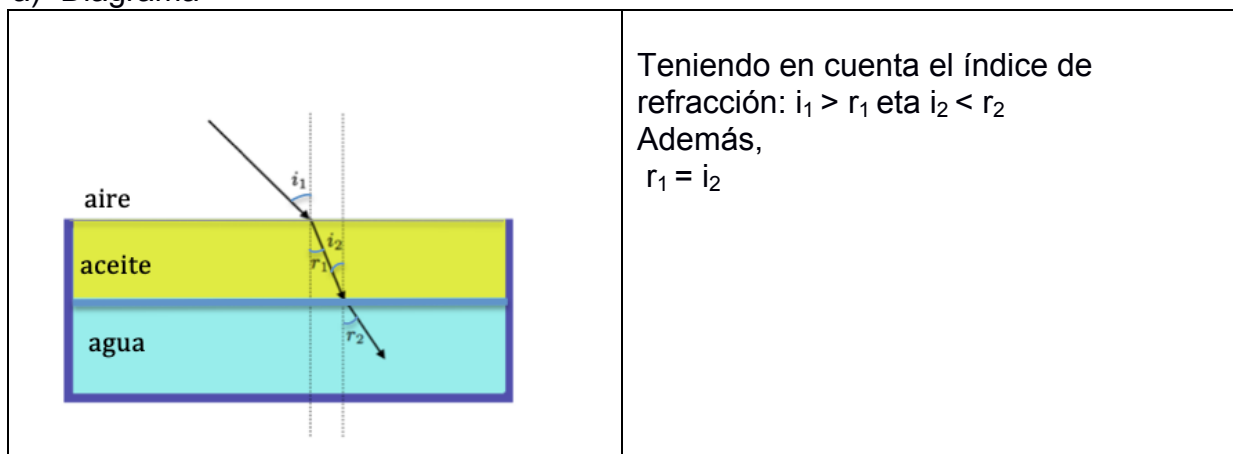 a) Diagrama
Teniendo en cuenta el índice de
refracción: i₁ > r₁ eta i₂ < r₂
Además,
r₁ = i₂
i₁
aire
i₂
r₁
aceite
r₂
agua